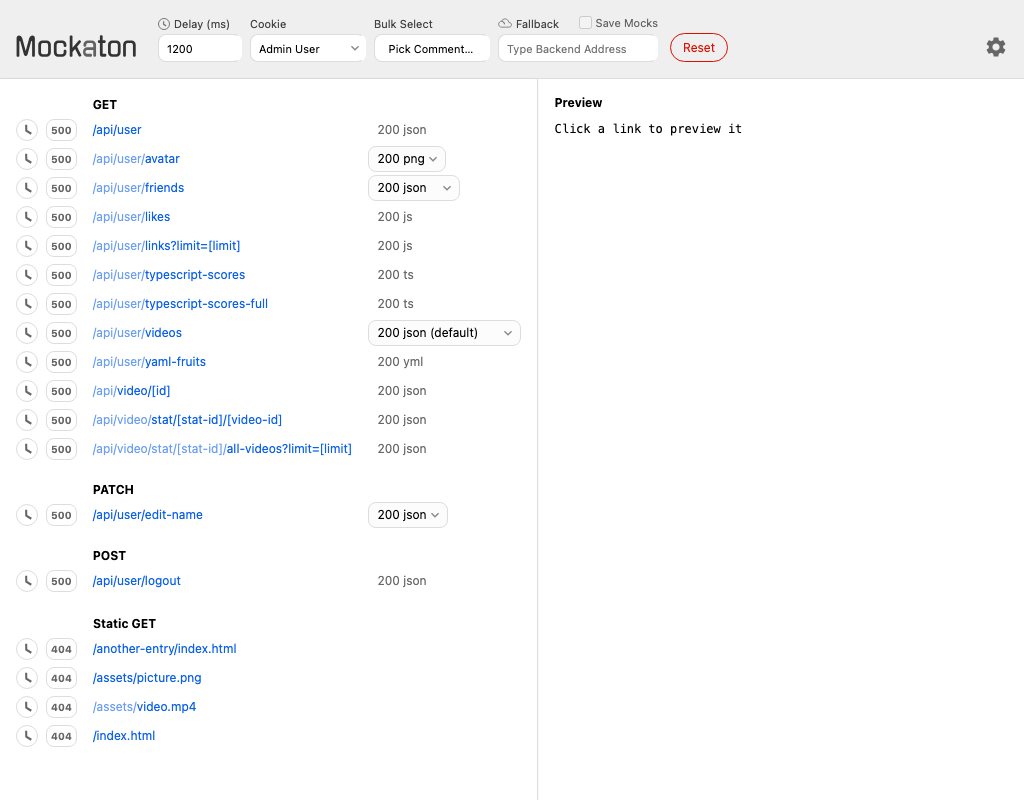 Mockaton
Delay (ms)
1200
Cookie
Admin User
Bulk Select
Pick Comment...
Fallback
Save Mocks
Type Backend Address
Reset
GET
500 /api/user 200 json
500 /api/user/avatar 200 png
500 /api/user/friends 200 json
500 /api/user/likes 200 js
500 /api/user/links?limit=[limit] 200 js
500 /api/user/typescript-scores 200 ts
500 /api/user/typescript-scores-full 200 ts
500 /api/user/videos 200 json (default)
500 /api/user/yaml-fruits 200 yml
500 /api/video/[id] 200 json
500 /api/video/stat/[stat-id]/[video-id] 200 json
500 /api/video/stat/[stat-id]/all-videos?limit=[limit] 200 json
PATCH
500 /api/user/edit-name 200 json
POST
500 /api/user/logout 200 json
Static GET
404 /another-entry/index.html
404 /assets/picture.png
404 /assets/video.mp4
404 /index.html
Preview
Click a link to preview it